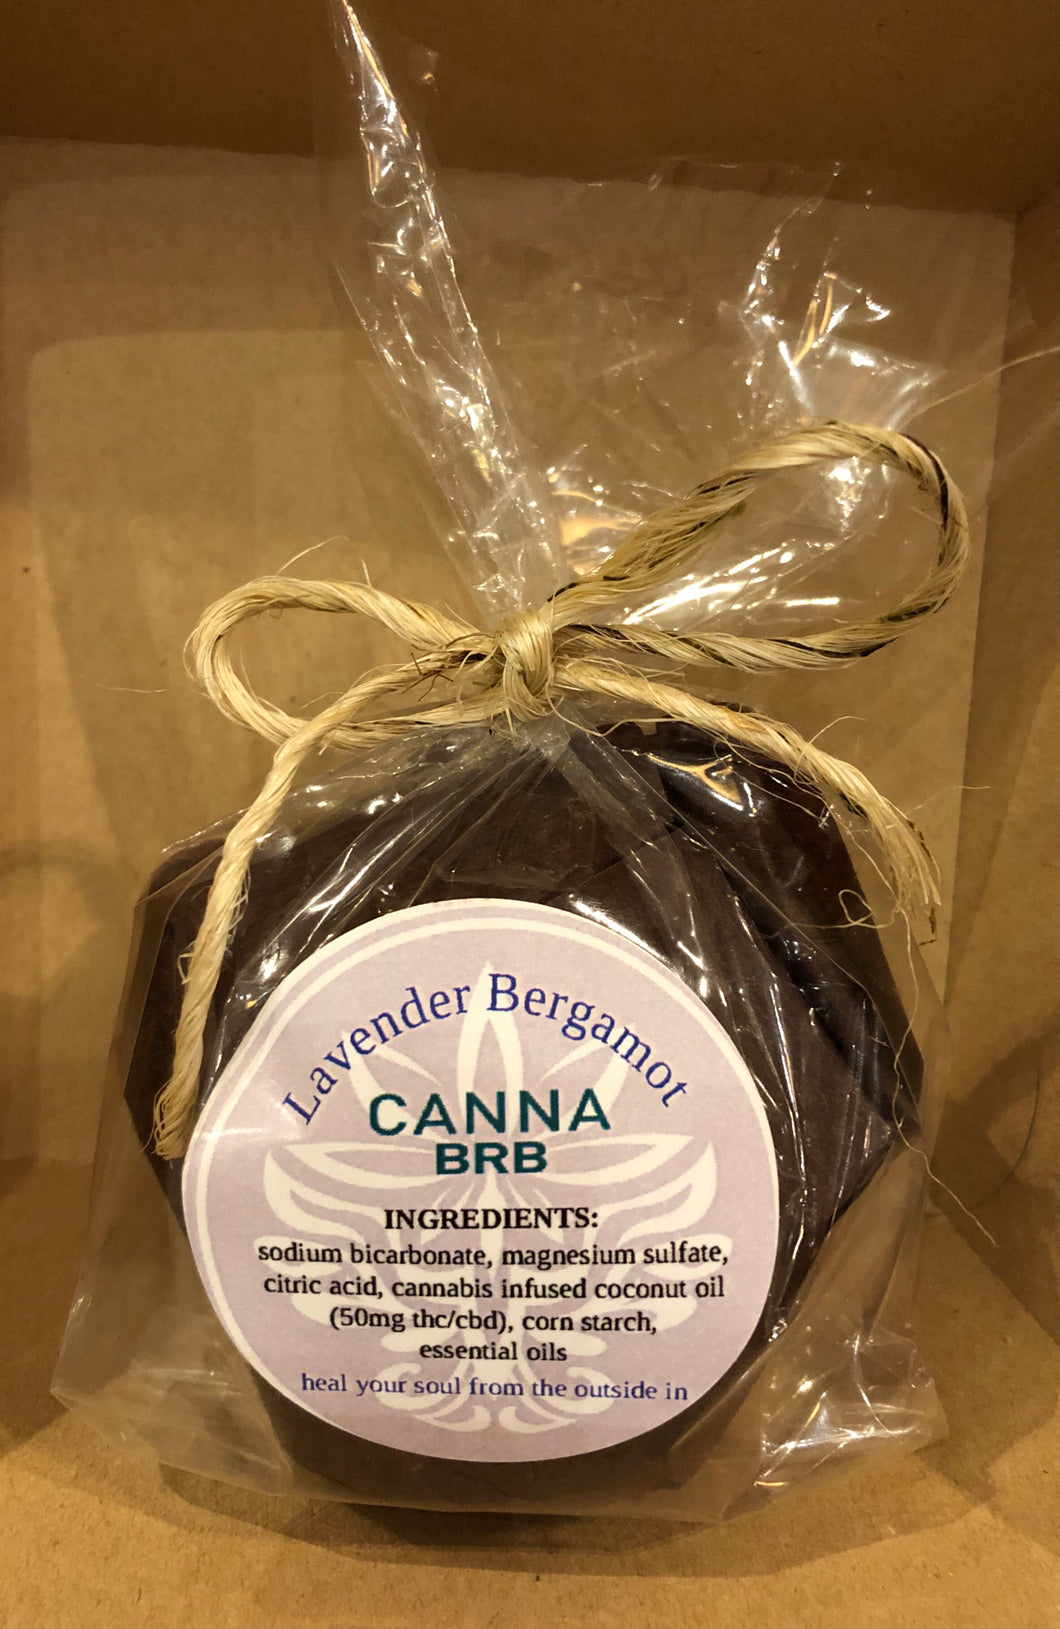 Lavender Bergamot
CANNA
BRB
INGREDIENTS:
sodium bicarbonate, magnesium sulfate,
citric acid, cannabis infused coconut oil
(50mg thc/cbd), corn starch,
essential oils
heal your soul from the outside in